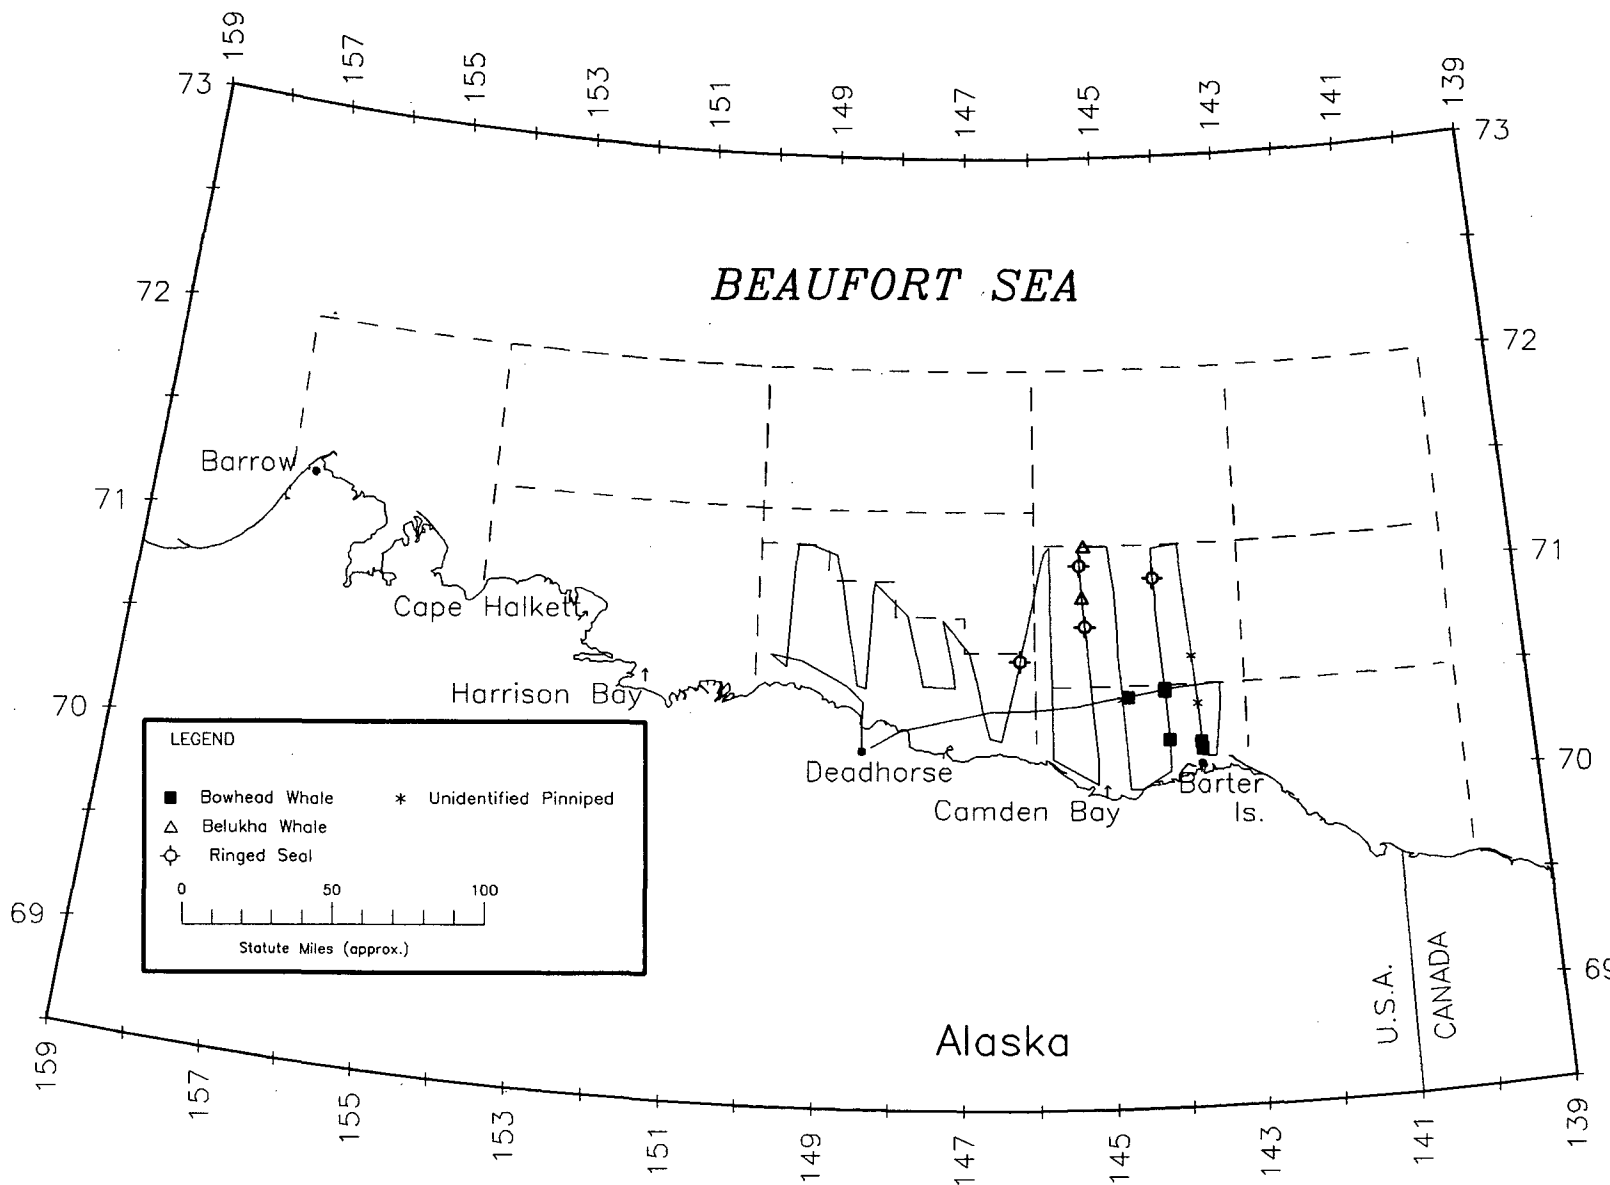 159 157 155 153 151 149 147 145 143 141 139
73 73
BEAUFORT SEA
72 72
Barrow
71 71
Cape Halkett
Harrison Bay
70 70
Deadhorse
Camden Bay
Barter
Is.
LEGEND
Bowhead Whale * Unidentified Pinniped
Belukha Whale
Ringed Seal
0 50 100
Statute Miles (approx.)
69 69
U.S.A.
CANADA
Alaska
159 157 155 153 151 149 147 145 143 141 139